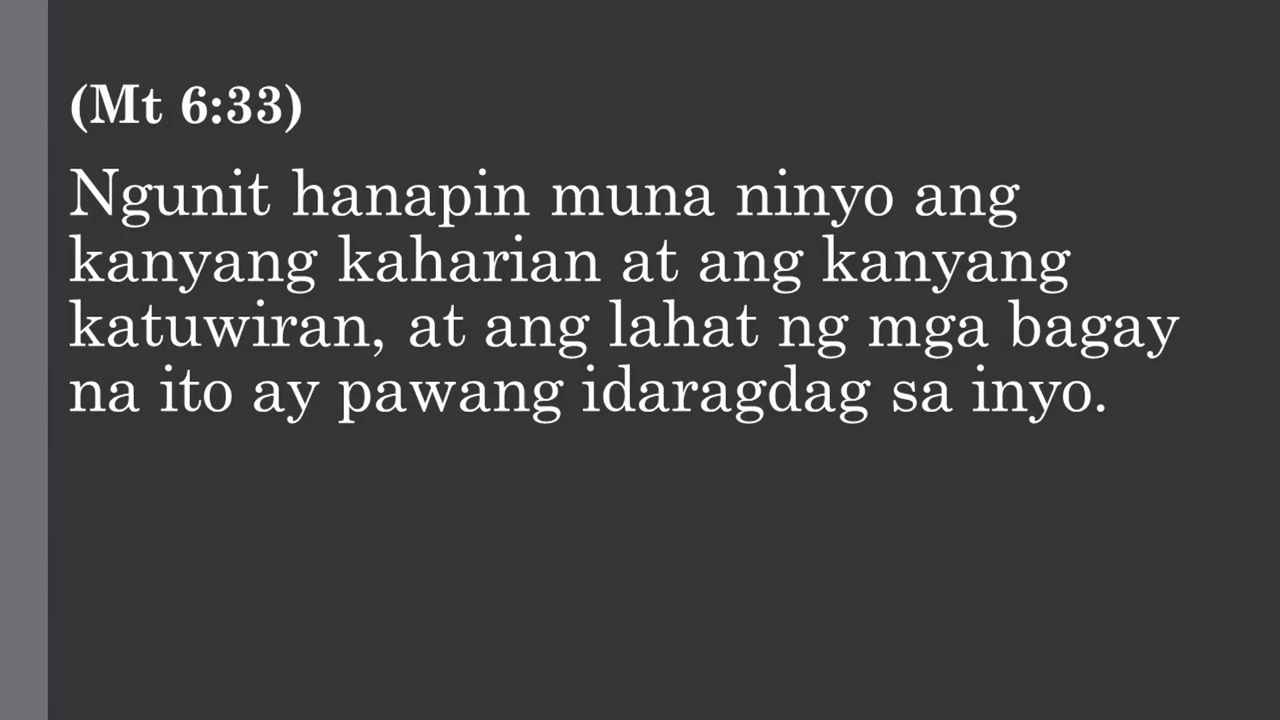 (Mt 6:33)
Ngunit hanapin muna ninyo ang
kanyang kaharian at ang kanyang
katuwiran, at ang lahat ng mga bagay
na ito ay pawang idaragdag sa inyo.